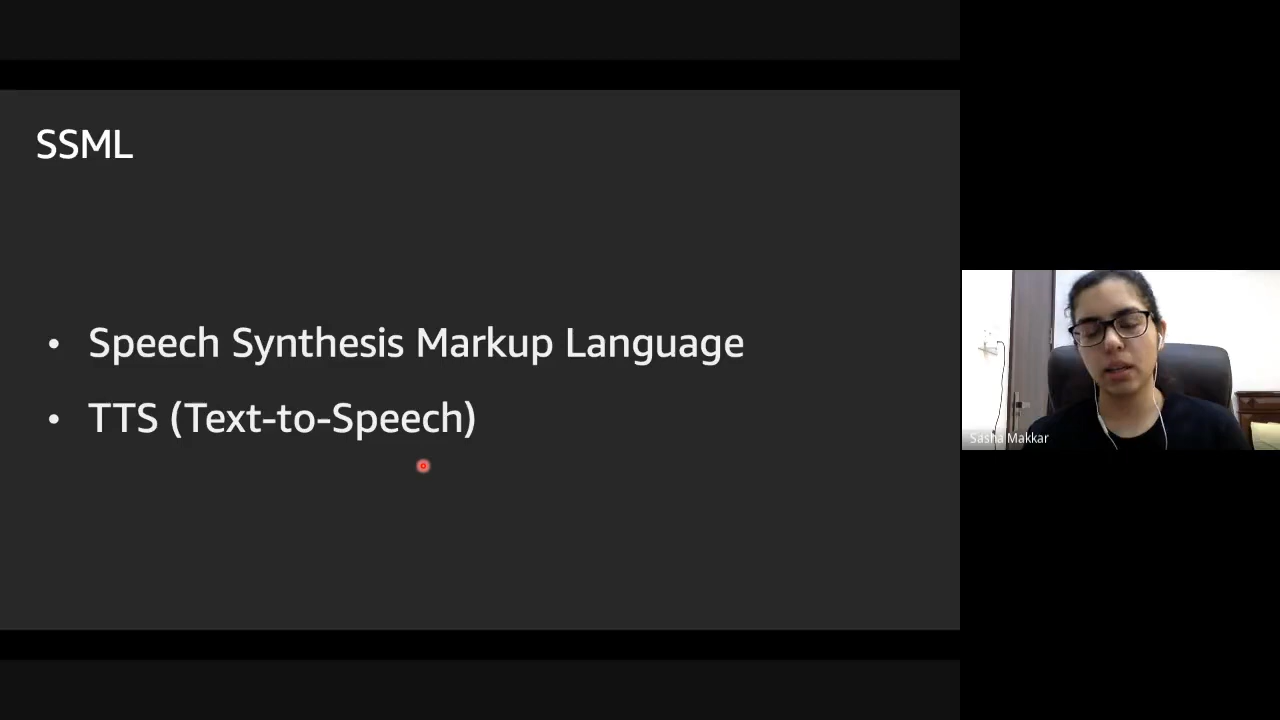 SSML
• Speech Synthesis Markup Language
• TTS (Text-to-Speech)
Sasha Makkar